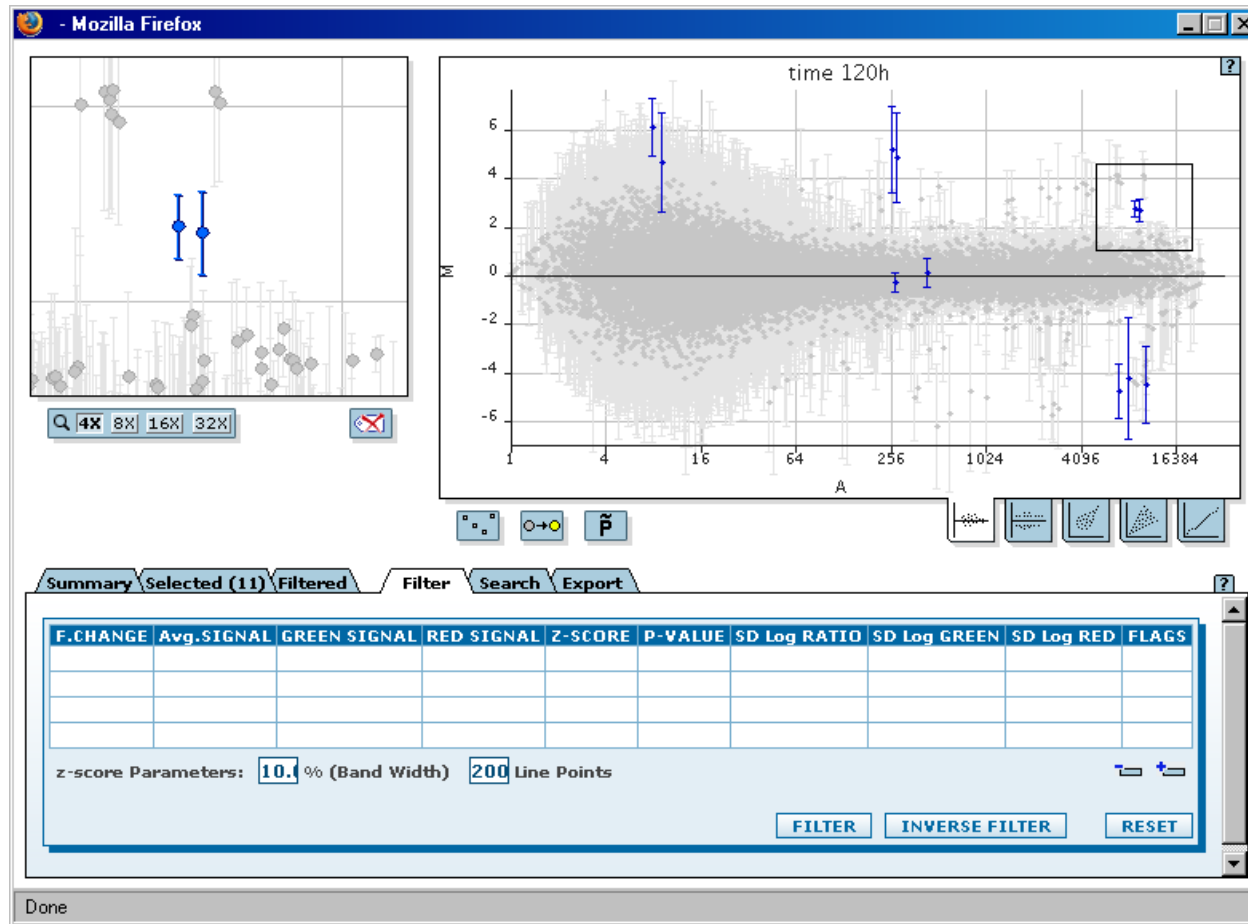 - Mozilla Firefox
time 120h
?
6
4
2
0
-2
-4
-6
M
1 4 16 64 256 1024 4096 16384
A
4X 8X 16X 32X
P̃
Summary Selected (11) Filtered Filter Search Export ?
F.CHANGE Avg.SIGNAL GREEN SIGNAL RED SIGNAL Z-SCORE P-VALUE SD Log RATIO SD Log GREEN SD Log RED FLAGS
z-score Parameters: 10. % (Band Width) 200 Line Points
FILTER INVERSE FILTER RESET
Done